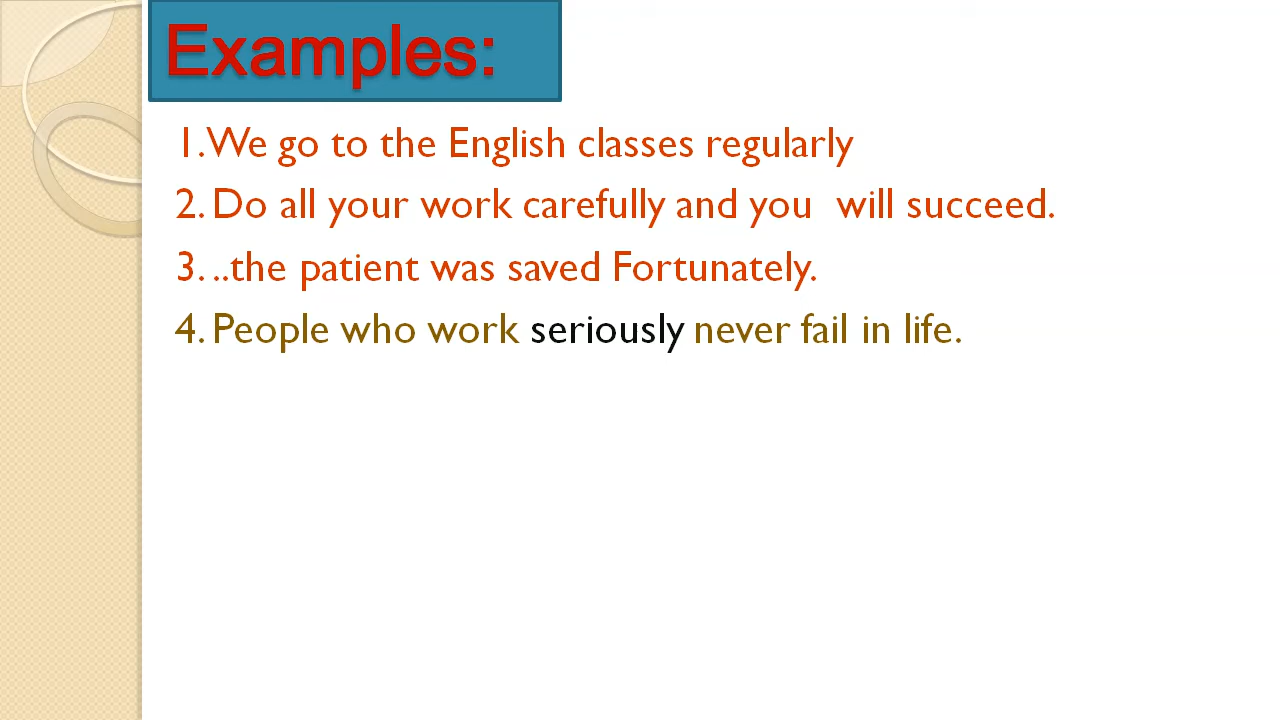 Examples:
1. We go to the English classes regularly
2. Do all your work carefully and you  will succeed.
3. ..the patient was saved Fortunately.
4. People who work seriously never fail in life.